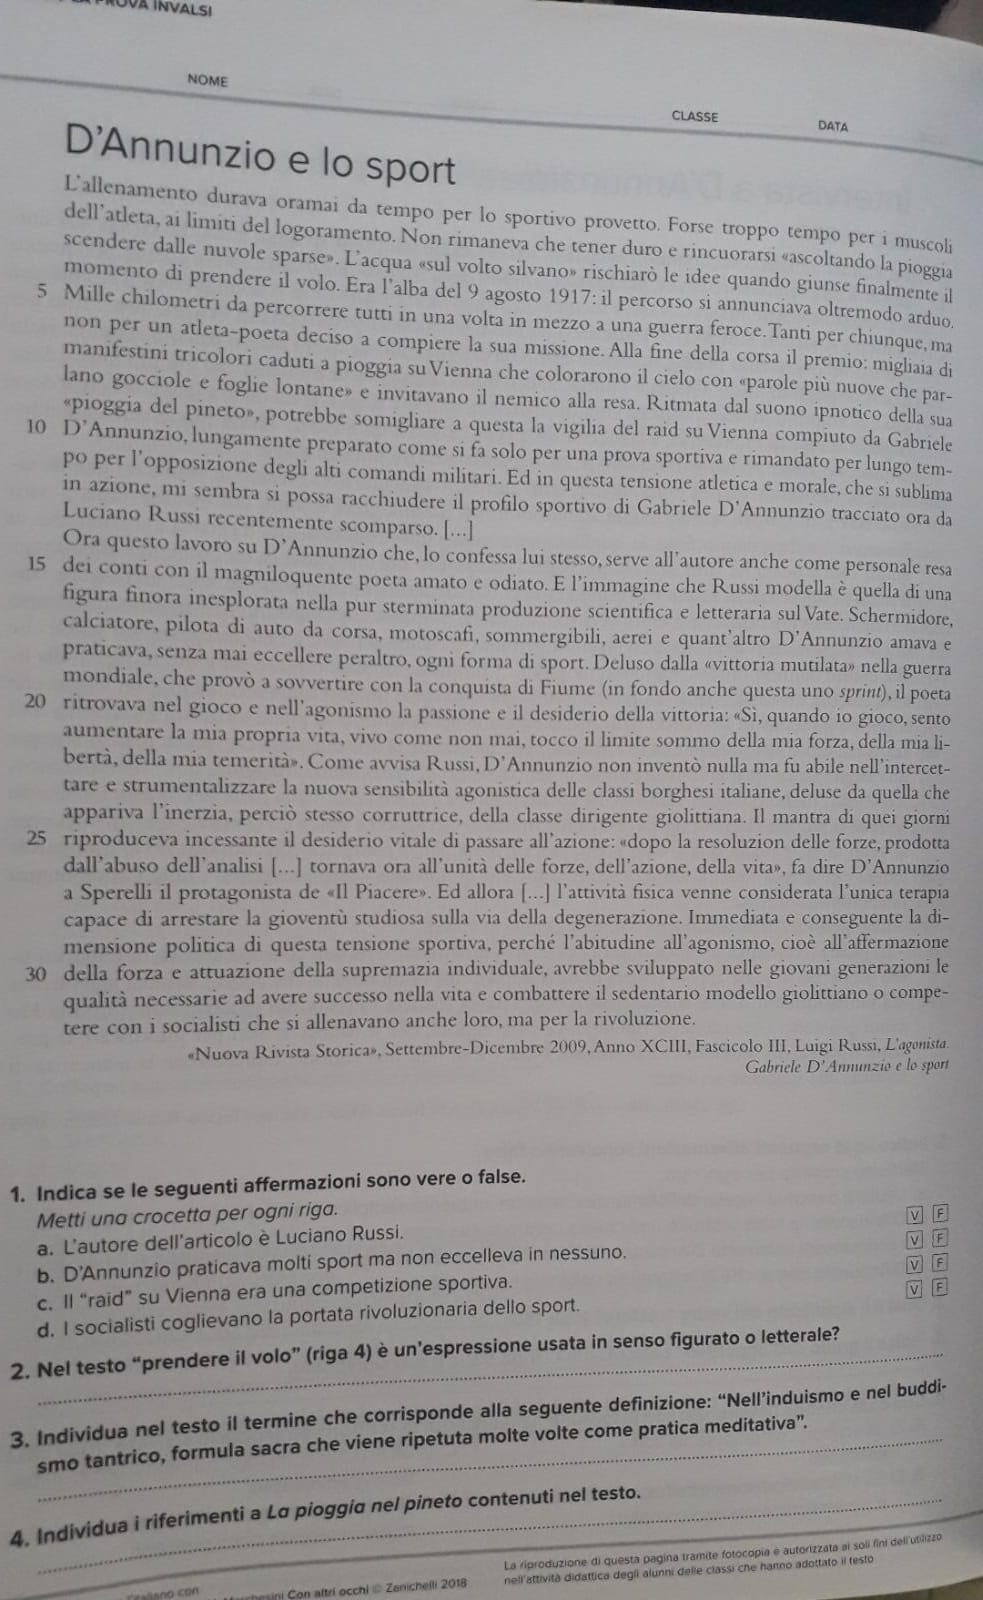 PROVA INVALSI
NOME
CLASSE
DATA
D'Annunzio e lo sport
L'allenamento durava oramai da tempo per lo sportivo provetto. Forse troppo tempo per i muscoli
dell'atleta, ai limiti del logoramento. Non rimaneva che tener duro e rincuorarsi «ascoltando la pioggia
scendere dalle nuvole sparse». L'acqua «sul volto silvano» rischiarò le idee quando giunse finalmente il
momento di prendere il volo. Era l'alba del 9 agosto 1917: il percorso si annunciava oltremodo arduo.
5 Mille chilometri da percorrere tutti in una volta in mezzo a una guerra feroce. Tanti per chiunque, ma
non per un atleta-poeta deciso a compiere la sua missione. Alla fine della corsa il premio: migliaia di
manifestini tricolori caduti a pioggia su Vienna che colorarono il cielo con «parole più nuove che par-
lano gocciole e foglie lontane» e invitavano il nemico alla resa. Ritmata dal suono ipnotico della sua
«pioggia del pineto», potrebbe somigliare a questa la vigilia del raid su Vienna compiuto da Gabriele
10 D'Annunzio, lungamente preparato come si fa solo per una prova sportiva e rimandato per lungo tem-
po per l'opposizione degli alti comandi militari. Ed in questa tensione atletica e morale, che si sublima
in azione, mi sembra si possa racchiudere il profilo sportivo di Gabriele D'Annunzio tracciato ora da
Luciano Russi recentemente scomparso. [...]
Ora questo lavoro su D'Annunzio che, lo confessa lui stesso, serve all'autore anche come personale resa
15 dei conti con il magniloquente poeta amato e odiato. E l'immagine che Russi modella è quella di una
figura finora inesplorata nella pur sterminata produzione scientifica e letteraria sul Vate. Schermidore,
calciatore, pilota di auto da corsa, motoscafi, sommergibili, aerei e quant'altro D'Annunzio amava e
praticava, senza mai eccellere peraltro, ogni forma di sport. Deluso dalla «vittoria mutilata» nella guerra
mondiale, che provò a sovvertire con la conquista di Fiume (in fondo anche questa uno sprint), il poeta
20 ritrovava nel gioco e nell'agonismo la passione e il desiderio della vittoria: «Sì, quando io gioco, sento
aumentare la mia propria vita, vivo come non mai, tocco il limite sommo della mia forza, della mia li-
bertà, della mia temerità». Come avvisa Russi, D'Annunzio non inventò nulla ma fu abile nell'intercet-
tare e strumentalizzare la nuova sensibilità agonistica delle classi borghesi italiane, deluse da quella che
appariva l'inerzia, perciò stesso corruttrice, della classe dirigente giolittiana. Il mantra di quei giorni
25 riproduceva incessante il desiderio vitale di passare all'azione: «dopo la resoluzion delle forze, prodotta
dall'abuso dell'analisi [...] tornava ora all'unità delle forze, dell'azione, della vita», fa dire D'Annunzio
a Sperelli il protagonista de «Il Piacere». Ed allora [...] l'attività fisica venne considerata l'unica terapia
capace di arrestare la gioventù studiosa sulla via della degenerazione. Immediata e conseguente la di-
mensione politica di questa tensione sportiva, perché l'abitudine all'agonismo, cioè all'affermazione
30 della forza e attuazione della supremazia individuale, avrebbe sviluppato nelle giovani generazioni le
qualità necessarie ad avere successo nella vita e combattere il sedentario modello giolittiano o compe-
tere con i socialisti che si allenavano anche loro, ma per la rivoluzione.
«Nuova Rivista Storica», Settembre-Dicembre 2009, Anno XCIII, Fascicolo III, Luigi Russi, L'agonista.
Gabriele D'Annunzio e lo sport
1. Indica se le seguenti affermazioni sono vere o false.
Metti una crocetta per ogni riga.
a. L'autore dell'articolo è Luciano Russi. V F
b. D'Annunzio praticava molti sport ma non eccelleva in nessuno. V F
c. Il "raid" su Vienna era una competizione sportiva. V F
d. I socialisti coglievano la portata rivoluzionaria dello sport. V F
2. Nel testo "prendere il volo" (riga 4) è un'espressione usata in senso figurato o letterale?
3. Individua nel testo il termine che corrisponde alla seguente definizione: "Nell'induismo e nel buddi-
smo tantrico, formula sacra che viene ripetuta molte volte come pratica meditativa".
4. Individua i riferimenti a La pioggia nel pineto contenuti nel testo.
La riproduzione di questa pagina tramite fotocopia è autorizzata ai soli fini dell'utilizzo
nell'attività didattica degli alunni delle classi che hanno adottato il testo
Con altri occhi © Zanichelli 2018